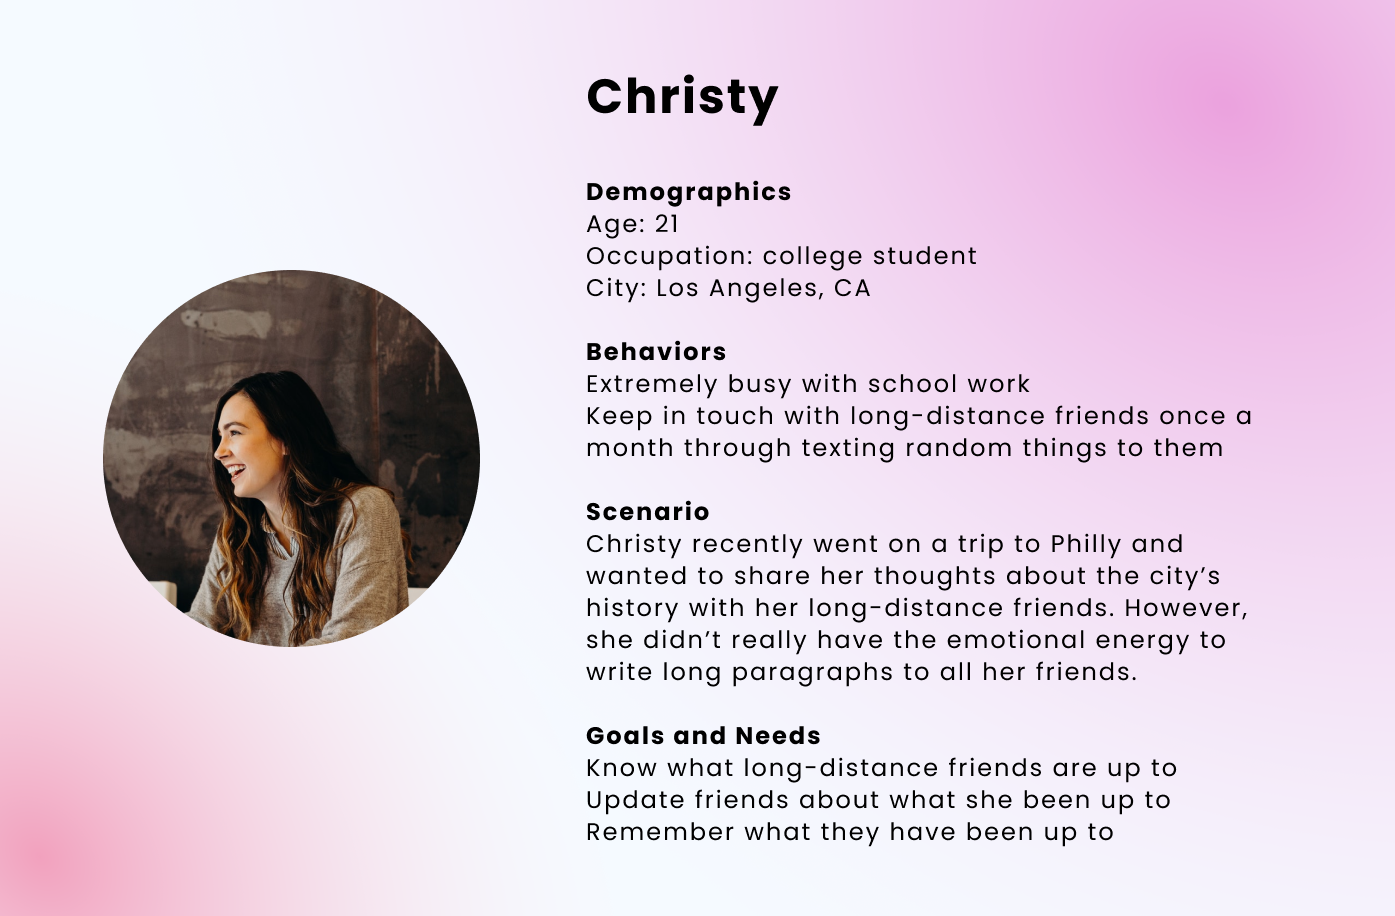 Christy
Demographics
Age: 21
Occupation: college student
City: Los Angeles, CA
Behaviors
Extremely busy with school work
Keep in touch with long-distance friends once a
month through texting random things to them
Scenario
Christy recently went on a trip to Philly and
wanted to share her thoughts about the city’s
history with her long-distance friends. However,
she didn’t really have the emotional energy to
write long paragraphs to all her friends.
Goals and Needs
Know what long-distance friends are up to
Update friends about what she been up to
Remember what they have been up to